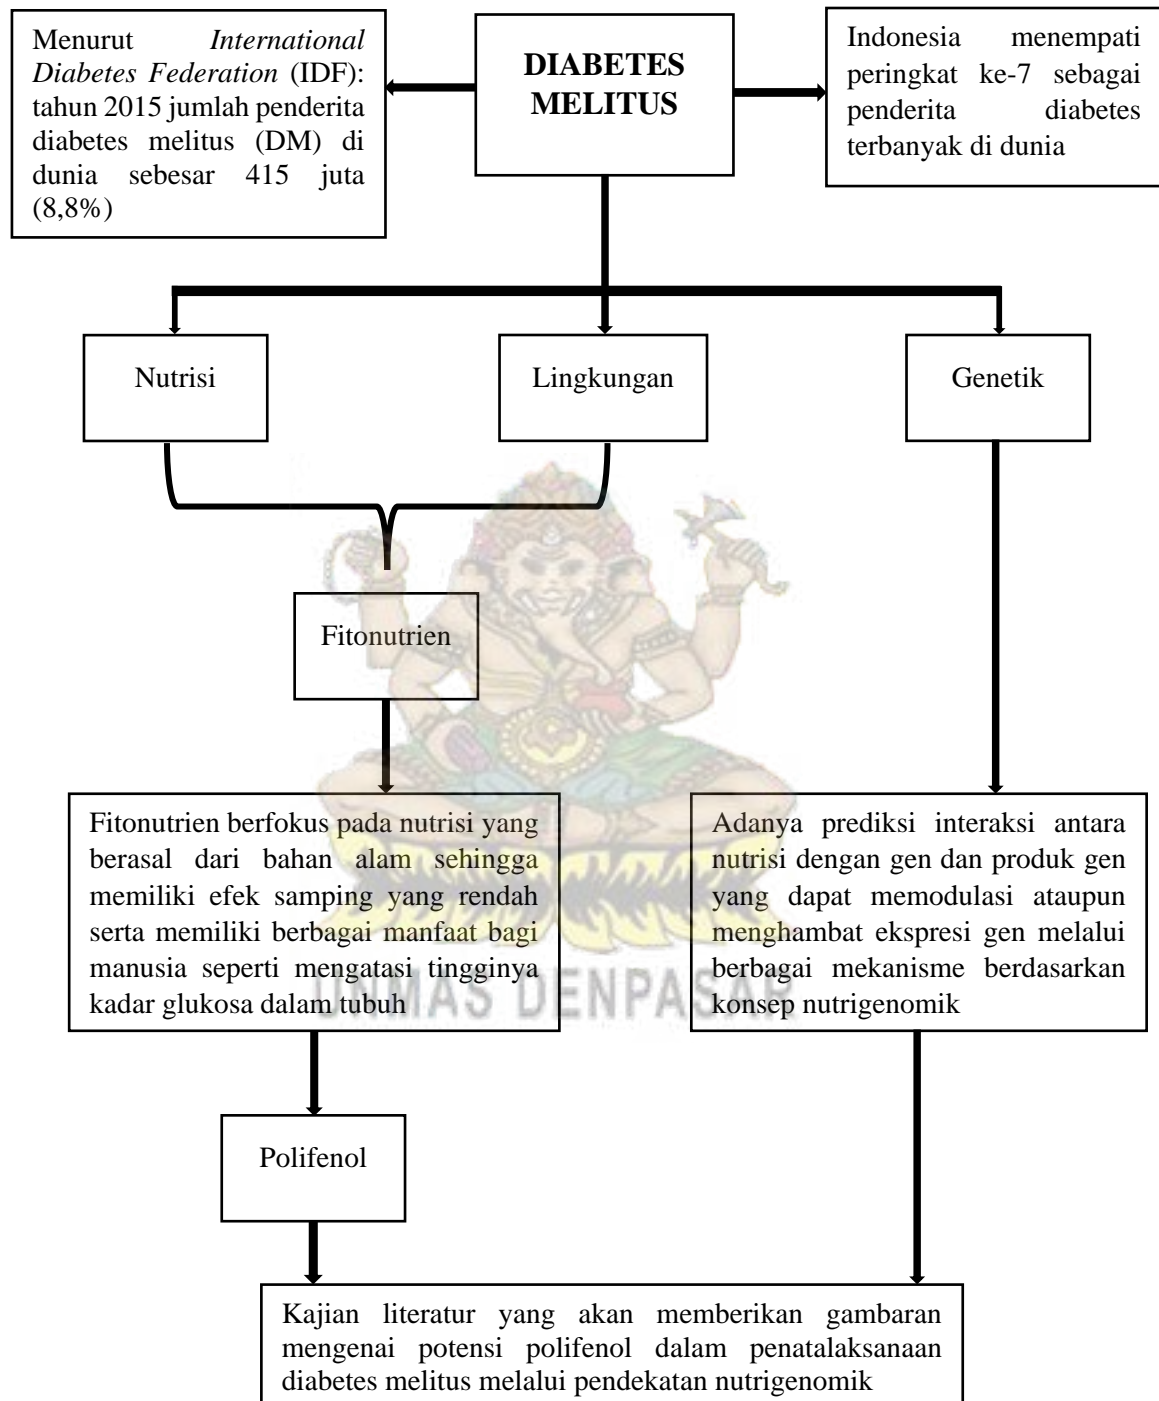 Menurut International
Diabetes Federation (IDF):
tahun 2015 jumlah penderita
diabetes melitus (DM) di
dunia sebesar 415 juta
(8,8%)
DIABETES
MELITUS
Indonesia menempati
peringkat ke-7 sebagai
penderita diabetes
terbanyak di dunia
Nutrisi
Lingkungan
Genetik
Fitonutrien
Fitonutrien berfokus pada nutrisi yang
berasal dari bahan alam sehingga
memiliki efek samping yang rendah
serta memiliki berbagai manfaat bagi
manusia seperti mengatasi tingginya
kadar glukosa dalam tubuh
Adanya prediksi interaksi antara
nutrisi dengan gen dan produk gen
yang dapat memodulasi ataupun
menghambat ekspresi gen melalui
berbagai mekanisme berdasarkan
konsep nutrigenomik
UNMAS DENPASAR
Polifenol
Kajian literatur yang akan memberikan gambaran
mengenai potensi polifenol dalam penatalaksanaan
diabetes melitus melalui pendekatan nutrigenomik